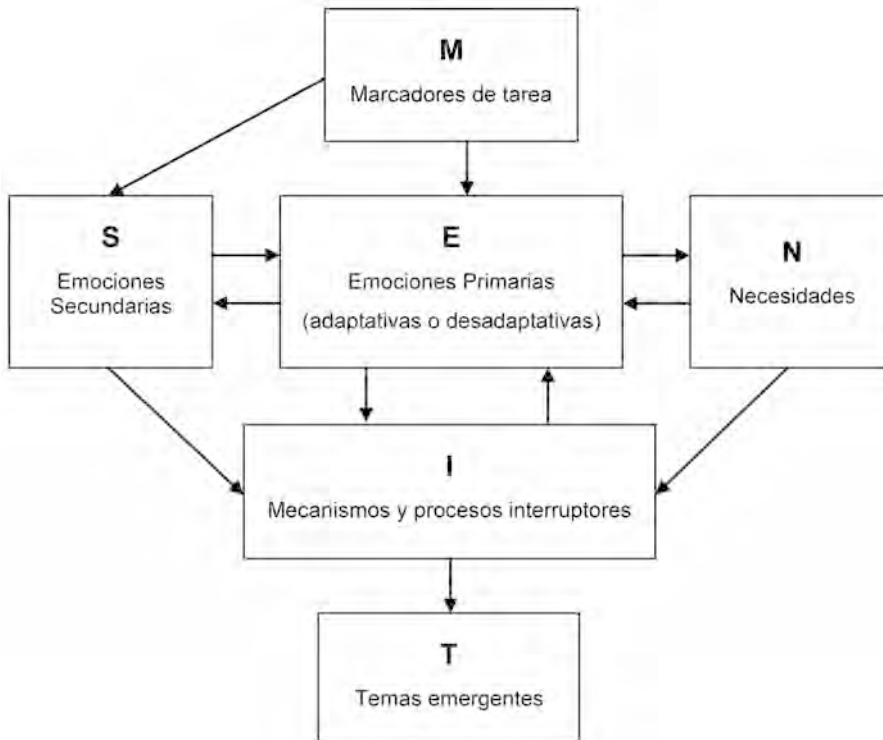 M
Marcadores de tarea
S
Emociones
Secundarias
E
Emociones Primarias
(adaptativas o desadaptativas)
N
Necesidades
I
Mecanismos y procesos interruptores
T
Temas emergentes